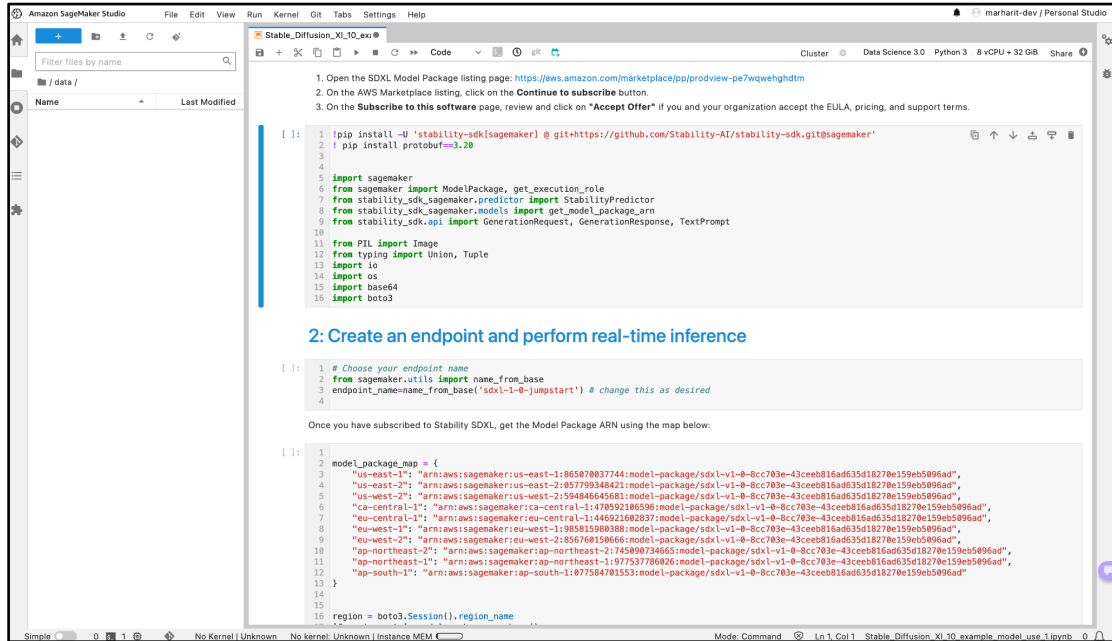 Amazon SageMaker Studio
File Edit View Run Kernel Git Tabs Settings Help
marharit-dev / Personal Studio
Filter files by name
/ data /
Name Last Modified
Stable_Diffusion_Xl_10_exa
Code
git
Cluster Data Science 3.0 Python 3 8 vCPU + 32 GiB Share
1. Open the SDXL Model Package listing page: https://aws.amazon.com/marketplace/pp/prodview-pe7wqwehghdtm
2. On the AWS Marketplace listing, click on the Continue to subscribe button.
3. On the Subscribe to this software page, review and click on "Accept Offer" if you and your organization accept the EULA, pricing, and support terms.
[ ]:
1 !pip install -U 'stability-sdk[sagemaker] @ git+https://github.com/Stability-AI/stability-sdk.git@sagemaker'
2 ! pip install protobuf==3.20
3
4
5 import sagemaker
6 from sagemaker import ModelPackage, get_execution_role
7 from stability_sdk_sagemaker.predictor import StabilityPredictor
8 from stability_sdk_sagemaker.models import get_model_package_arn
9 from stability_sdk.api import GenerationRequest, GenerationResponse, TextPrompt
10
11 from PIL import Image
12 from typing import Union, Tuple
13 import io
14 import os
15 import base64
16 import boto3
2: Create an endpoint and perform real-time inference
[ ]:
1 # Choose your endpoint name
2 from sagemaker.utils import name_from_base
3 endpoint_name=name_from_base('sdxl-1-0-jumpstart') # change this as desired
4
Once you have subscribed to Stability SDXL, get the Model Package ARN using the map below:
[ ]:
1
2 model_package_map = {
3 "us-east-1": "arn:aws:sagemaker:us-east-1:865070037744:model-package/sdxl-v1-0-8cc703e-43ceeb816ad635d18270e159eb5096ad",
4 "us-east-2": "arn:aws:sagemaker:us-east-2:057799348421:model-package/sdxl-v1-0-8cc703e-43ceeb816ad635d18270e159eb5096ad",
5 "us-west-2": "arn:aws:sagemaker:us-west-2:594846645681:model-package/sdxl-v1-0-8cc703e-43ceeb816ad635d18270e159eb5096ad",
6 "ca-central-1": "arn:aws:sagemaker:ca-central-1:470592106596:model-package/sdxl-v1-0-8cc703e-43ceeb816ad635d18270e159eb5096ad",
7 "eu-central-1": "arn:aws:sagemaker:eu-central-1:446921602837:model-package/sdxl-v1-0-8cc703e-43ceeb816ad635d18270e159eb5096ad",
8 "eu-west-1": "arn:aws:sagemaker:eu-west-1:985815980388:model-package/sdxl-v1-0-8cc703e-43ceeb816ad635d18270e159eb5096ad",
9 "eu-west-2": "arn:aws:sagemaker:eu-west-2:856760150666:model-package/sdxl-v1-0-8cc703e-43ceeb816ad635d18270e159eb5096ad",
10 "ap-northeast-2": "arn:aws:sagemaker:ap-northeast-2:745090734665:model-package/sdxl-v1-0-8cc703e-43ceeb816ad635d18270e159eb5096ad",
11 "ap-northeast-1": "arn:aws:sagemaker:ap-northeast-1:977537786026:model-package/sdxl-v1-0-8cc703e-43ceeb816ad635d18270e159eb5096ad",
12 "ap-south-1": "arn:aws:sagemaker:ap-south-1:077584701553:model-package/sdxl-v1-0-8cc703e-43ceeb816ad635d18270e159eb5096ad"
13 }
14
15
16 region = boto3.Session().region_name
Simple 0 1 No Kernel | Unknown No kernel: Unknown | Instance MEM Mode: Command Ln 1, Col 1 Stable_Diffusion_Xl_10_example_model_use_1.ipynb 0